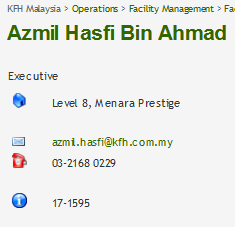 KFH Malaysia > Operations > Facility Management >
Azmil Hasfi Bin Ahmad
Executive
Level 8, Menara Prestige
azmil.hasfi@kfh.com.my
03-2168 0229
17-1595